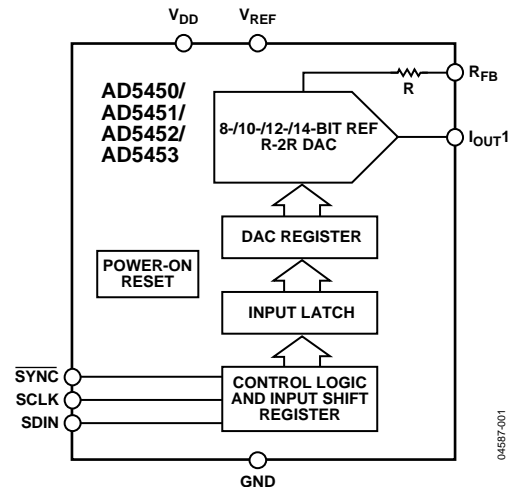 VDD
VREF
AD5450/
AD5451/
AD5452/
AD5453
RFB
R
8-/10-/12-/14-BIT REF
R-2R DAC
IOUT1
DAC REGISTER
POWER-ON
RESET
INPUT LATCH
SYNC
SCLK
SDIN
CONTROL LOGIC
AND INPUT SHIFT
REGISTER
GND
04587-001